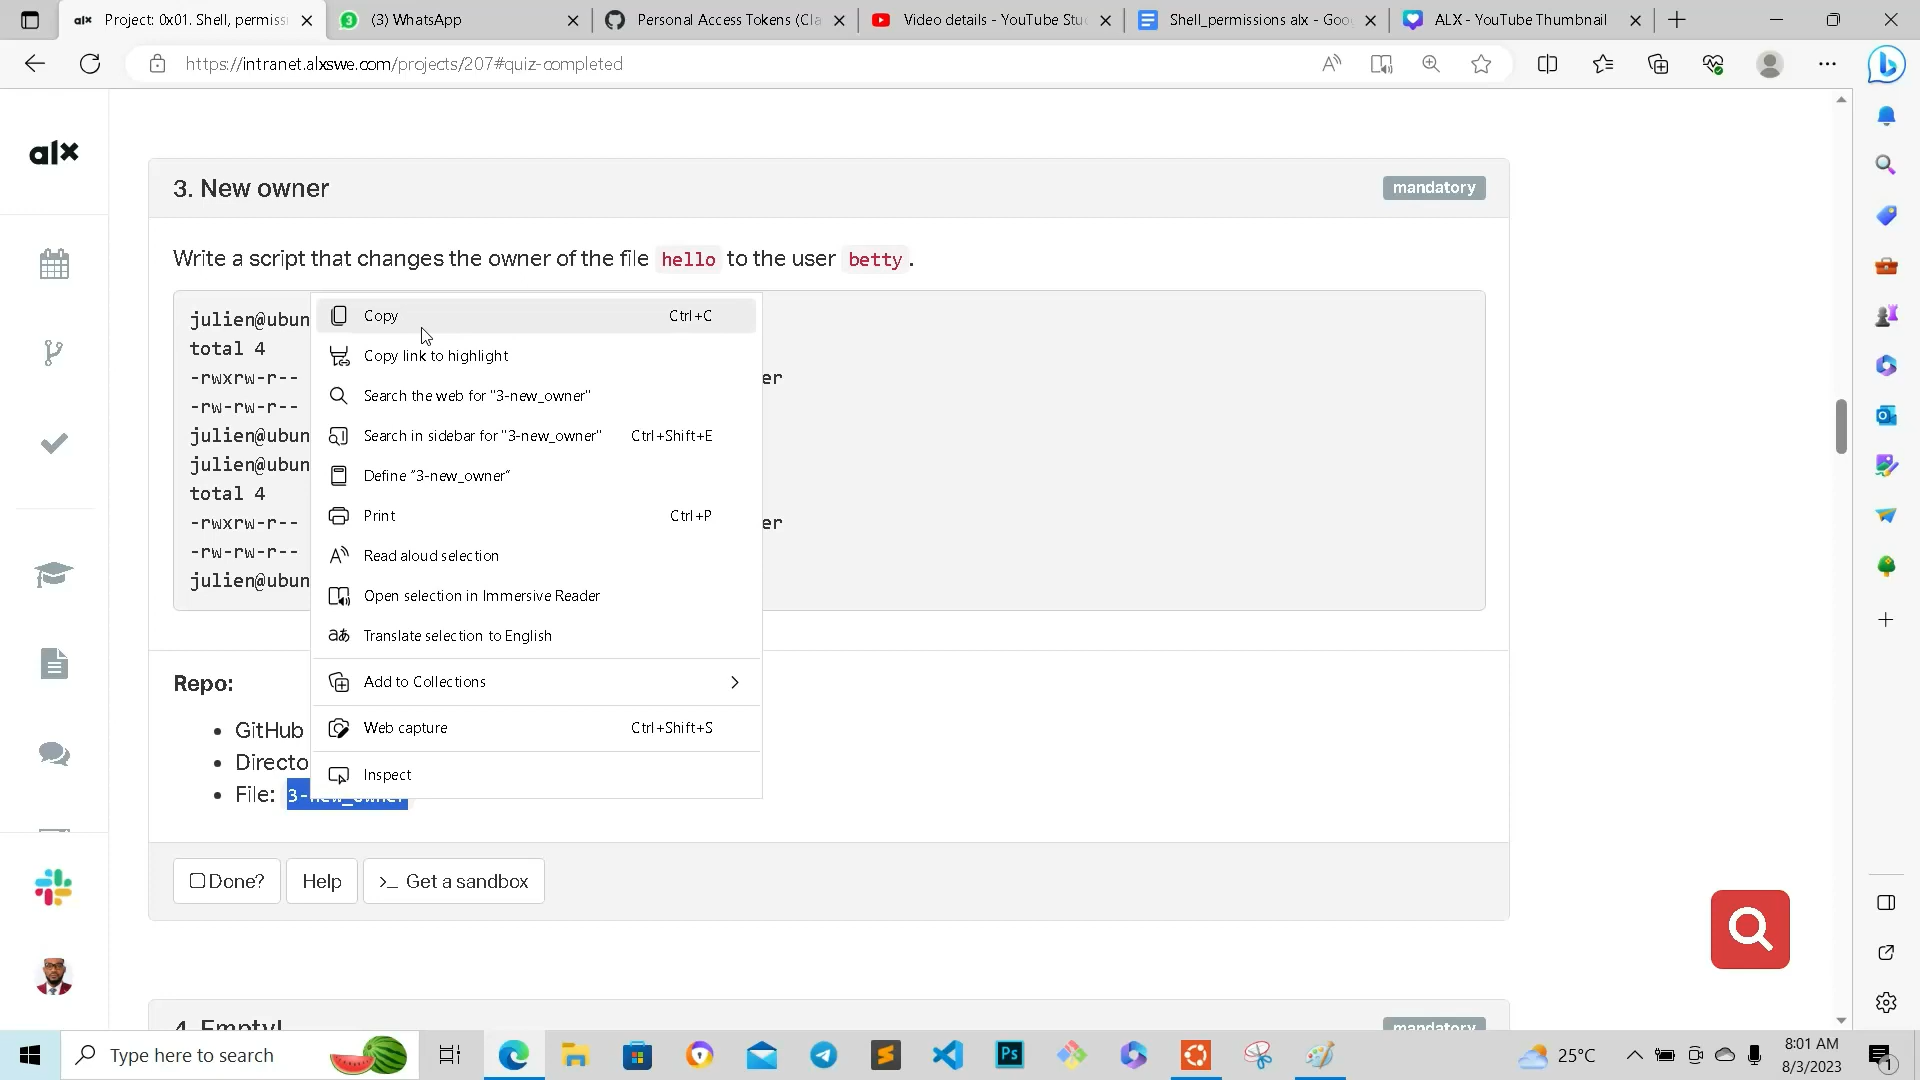 Project: 0x01. Shell, permissi
(3) WhatsApp
Personal Access Tokens (Cla
Video details - YouTube Stu
Shell_permissions alx - Goo
ALX - YouTube Thumbnail
https://intranet.alxswe.com/projects/207#quiz-completed
alx
3. New owner
mandatory
Write a script that changes the owner of the file hello to the user betty.
julien@ubun
total 4
-rwxrw-r-- er
-rw-rw-r--
julien@ubun
julien@ubun
total 4
-rwxrw-r-- er
-rw-rw-r--
julien@ubun
Copy Ctrl+C
Copy link to highlight
Search the web for "3-new_owner"
Search in sidebar for "3-new_owner" Ctrl+Shift+E
Define "3-new_owner"
Print Ctrl+P
Read aloud selection
Open selection in Immersive Reader
Translate selection to English
Add to Collections
Web capture Ctrl+Shift+S
Inspect
Repo:
GitHub
Directo
File: 3-new_owner
Done?
Help
>_ Get a sandbox
4. Empty!
mandatory
Type here to search
25°C
8:01 AM
8/3/2023
1